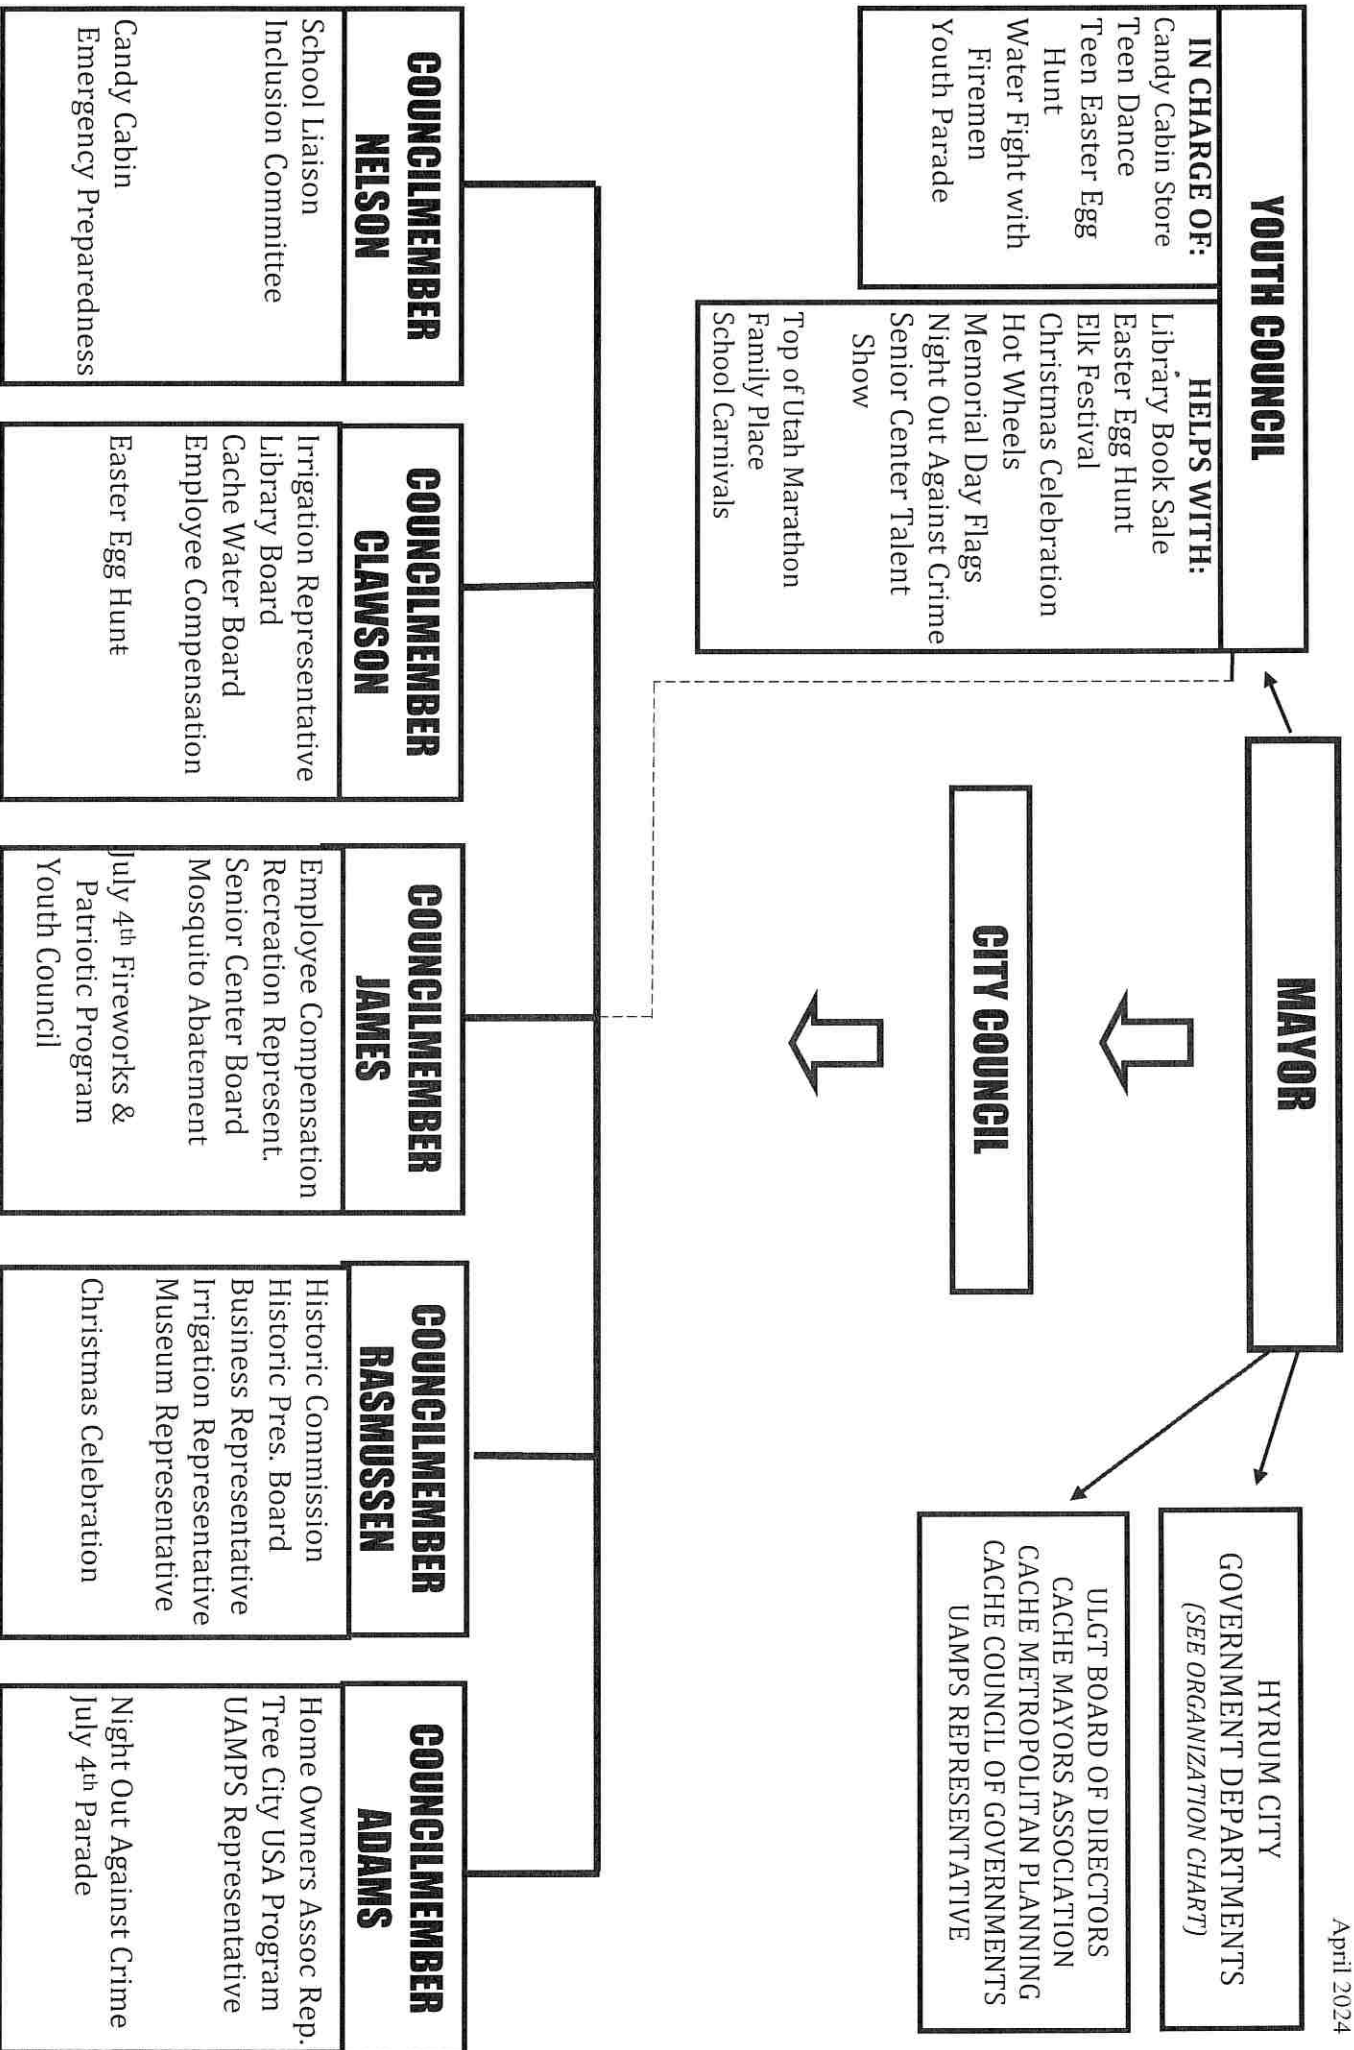 April 2024
MAYOR
HYRUM CITY
GOVERNMENT DEPARTMENTS
(SEE ORGANIZATION CHART)
ULGT BOARD OF DIRECTORS
CACHE MAYORS ASSOCIATION
CACHE METROPOLITAN PLANNING
CACHE COUNCIL OF GOVERNMENTS
UAMPS REPRESENTATIVE
YOUTH COUNCIL
IN CHARGE OF:
Candy Cabin Store
Teen Dance
Teen Easter Egg
Hunt
Water Fight with
Firemen
Youth Parade
HELPS WITH:
Library Book Sale
Easter Egg Hunt
Elk Festival
Christmas Celebration
Hot Wheels
Memorial Day Flags
Night Out Against Crime
Senior Center Talent
Show
Top of Utah Marathon
Family Place
School Carnivals
CITY COUNCIL
COUNCILMEMBER
NELSON
School Liaison
Inclusion Committee
Candy Cabin
Emergency Preparedness
COUNCILMEMBER
CLAWSON
Irrigation Representative
Library Board
Cache Water Board
Employee Compensation
Easter Egg Hunt
COUNCILMEMBER
JAMES
Employee Compensation
Recreation Represent.
Senior Center Board
Mosquito Abatement
July 4th Fireworks &
Patriotic Program
Youth Council
COUNCILMEMBER
RASMUSSEN
Historic Commission
Historic Pres. Board
Business Representative
Irrigation Representative
Museum Representative
Christmas Celebration
COUNCILMEMBER
ADAMS
Home Owners Assoc Rep.
Tree City USA Program
UAMPS Representative
Night Out Against Crime
July 4th Parade